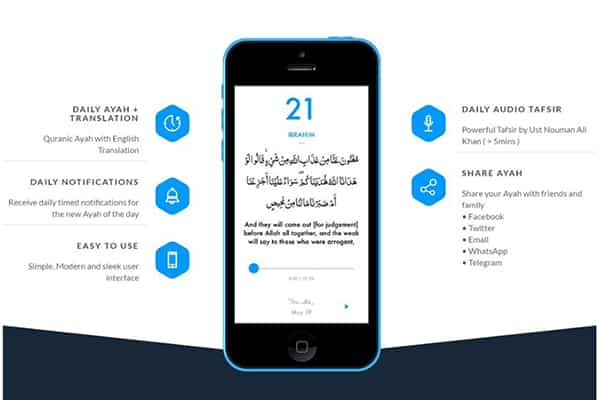 DAILY AYAH +
TRANSLATION
Quranic Ayah with English
Translation
DAILY NOTIFICATIONS
Receive daily timed notifications for
the new Ayah of the day
EASY TO USE
Simple, Modern and sleek user
Interface
21
IBRAHIM
مُّغْنُونَ عَنَّا مِنْ عَذَابِ اللَّهِ مِن شَيْءٍ ۚ قَالُوا لَوْ
هَدَانَا اللَّهُ لَهَدَيْنَاكُمْ ۖ سَوَاءٌ عَلَيْنَا أَجَزِعْنَا
أَمْ صَبَرْنَا مَا لَنَا مِن مَّحِيصٍ
And they will come out [for judgement]
before Allah all together, and the weak
will say to those who were arrogant,
May
DAILY AUDIO TAFSIR
Powerful Tafsir by Ust Nouman Ali
Khan ( > 5mins )
SHARE AYAH
Share your Ayah with friends and
family
• Facebook
• Twitter
• Email
• WhatsApp
• Telegram